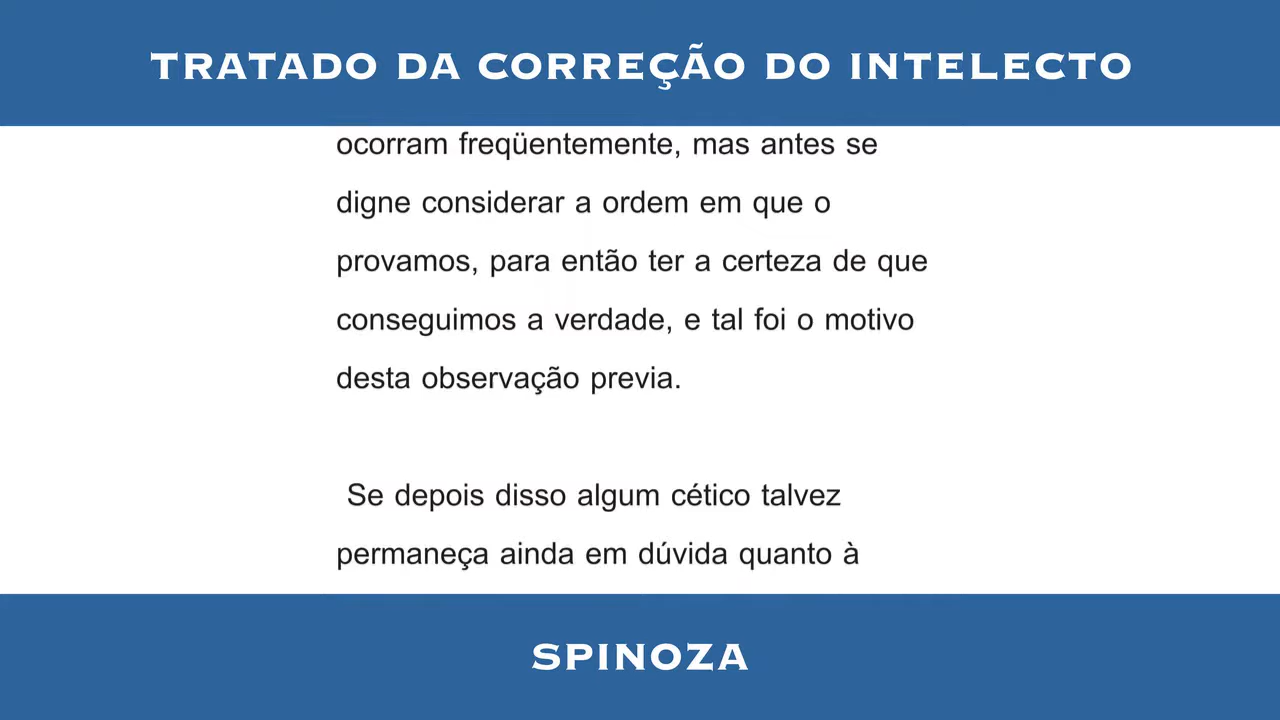 TRATADO DA CORREÇÃO DO INTELECTO
ocorram freqüentemente, mas antes se
digne considerar a ordem em que o
provamos, para então ter a certeza de que
conseguimos a verdade, e tal foi o motivo
desta observação previa.
Se depois disso algum cético talvez
permaneça ainda em dúvida quanto à
SPINOZA